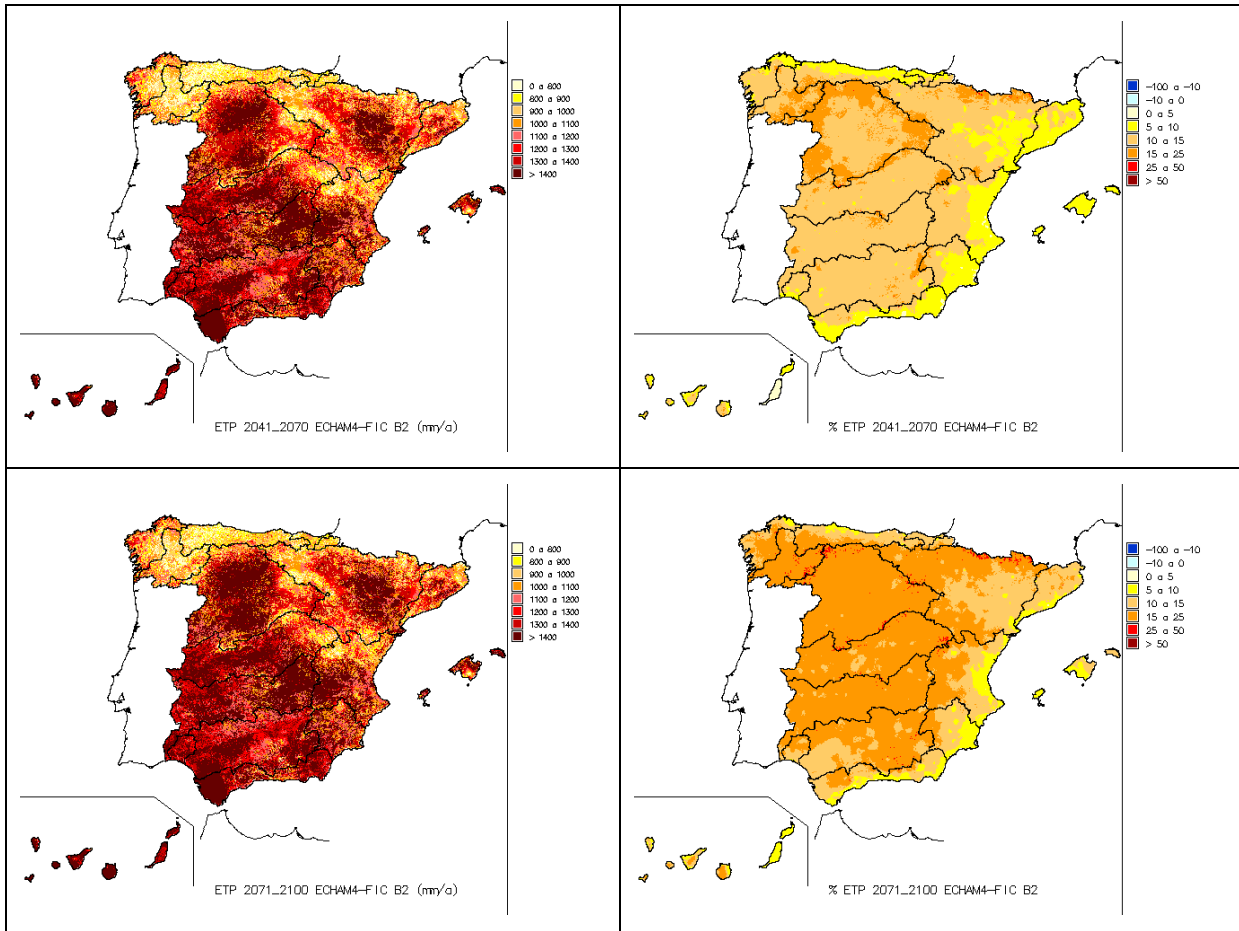 0 a 800
800 a 900
900 a 1000
1000 a 1100
1100 a 1200
1200 a 1300
1300 a 1400
> 1400
ETP 2041_2070 ECHAM4-FIC B2 (mm/a)
-100 a -10
-10 a 0
0 a 5
5 a 10
10 a 15
15 a 25
25 a 50
> 50
% ETP 2041_2070 ECHAM4-FIC B2
0 a 800
800 a 900
900 a 1000
1000 a 1100
1100 a 1200
1200 a 1300
1300 a 1400
> 1400
ETP 2071_2100 ECHAM4-FIC B2 (mm/a)
-100 a -10
-10 a 0
0 a 5
5 a 10
10 a 15
15 a 25
25 a 50
> 50
% ETP 2071_2100 ECHAM4-FIC B2